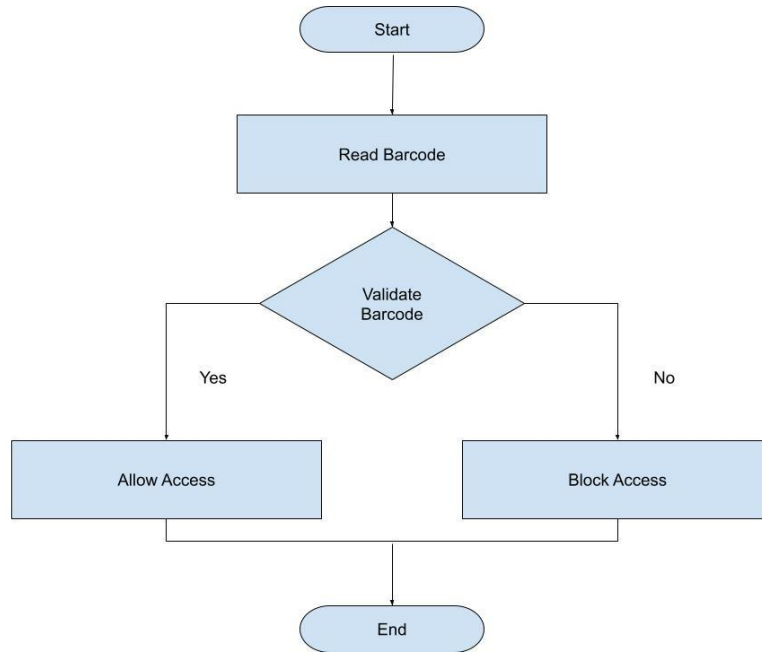 Start
Read Barcode
Validate
Barcode
Yes
No
Allow Access
Block Access
End